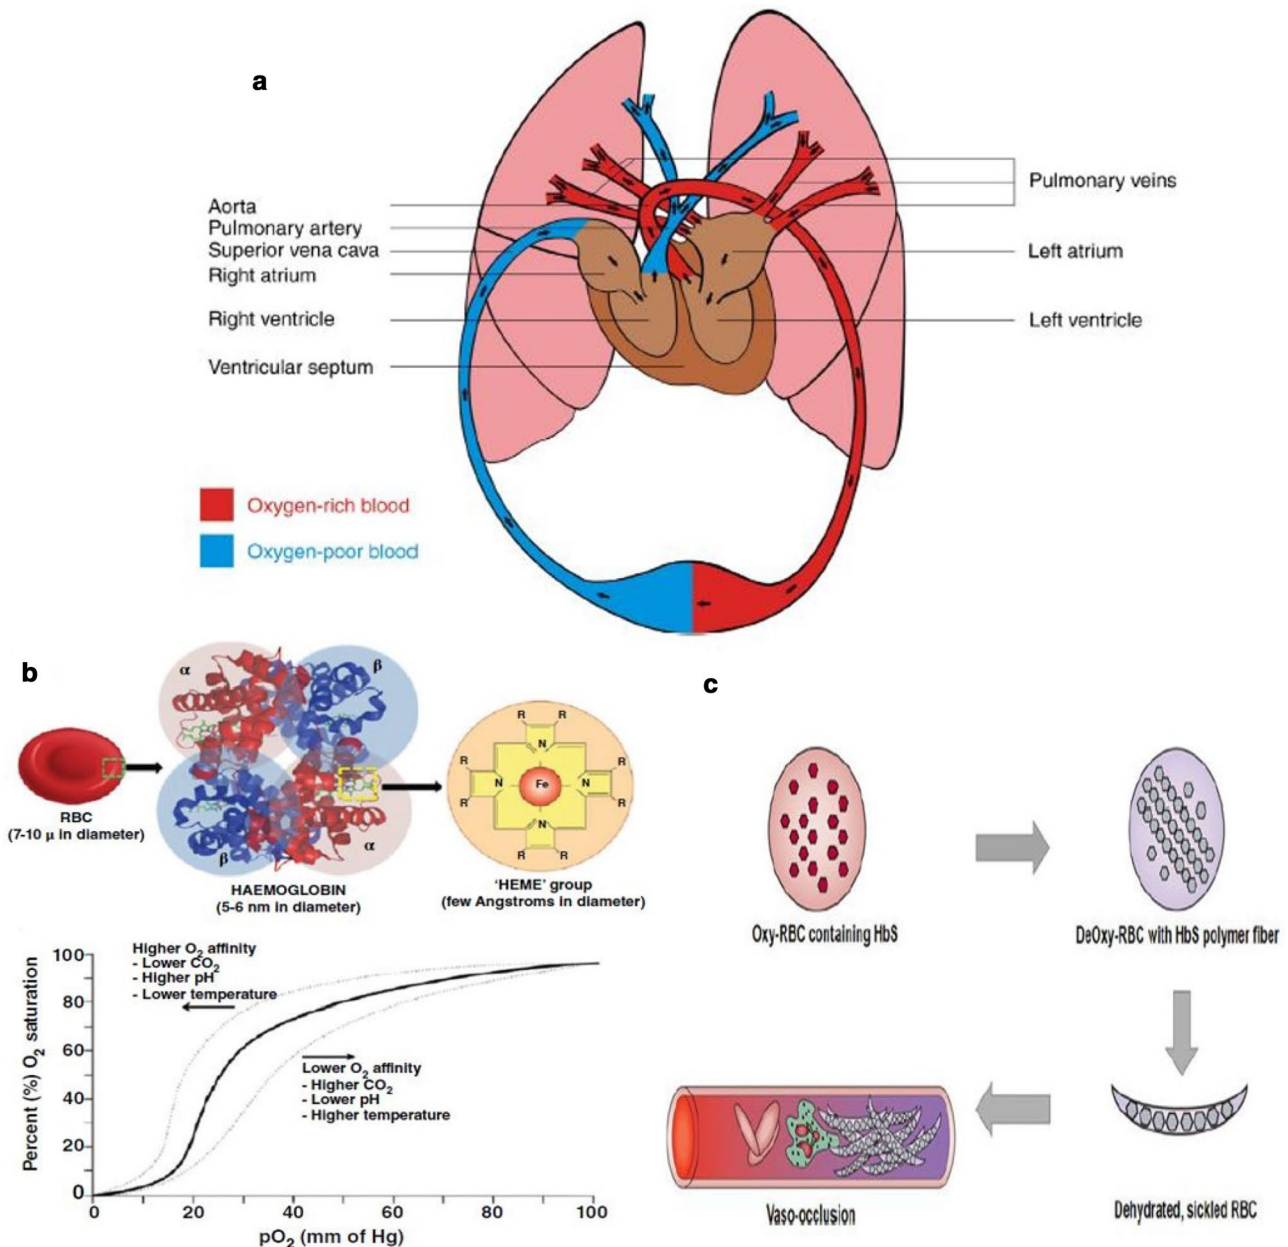 a
Aorta
Pulmonary artery
Superior vena cava
Right atrium
Right ventricle
Ventricular septum
Pulmonary veins
Left atrium
Left ventricle
Oxygen-rich blood
Oxygen-poor blood
b
α
β
β
α
RBC
(7-10 μ in diameter)
HAEMOGLOBIN
(5-6 nm in diameter)
R R
R R
R R
R R
N
N N
N
Fe
'HEME' group
(few Angstroms in diameter)
Percent (%) O2 saturation
100
80
60
40
20
0
Higher O2 affinity
- Lower CO2
- Higher pH
- Lower temperature
Lower O2 affinity
- Higher CO2
- Lower pH
- Higher temperature
0 20 40 60 80 100
pO2 (mm of Hg)
c
Oxy-RBC containing HbS
DeOxy-RBC with HbS polymer fiber
Vaso-occlusion
Dehydrated, sickled RBC